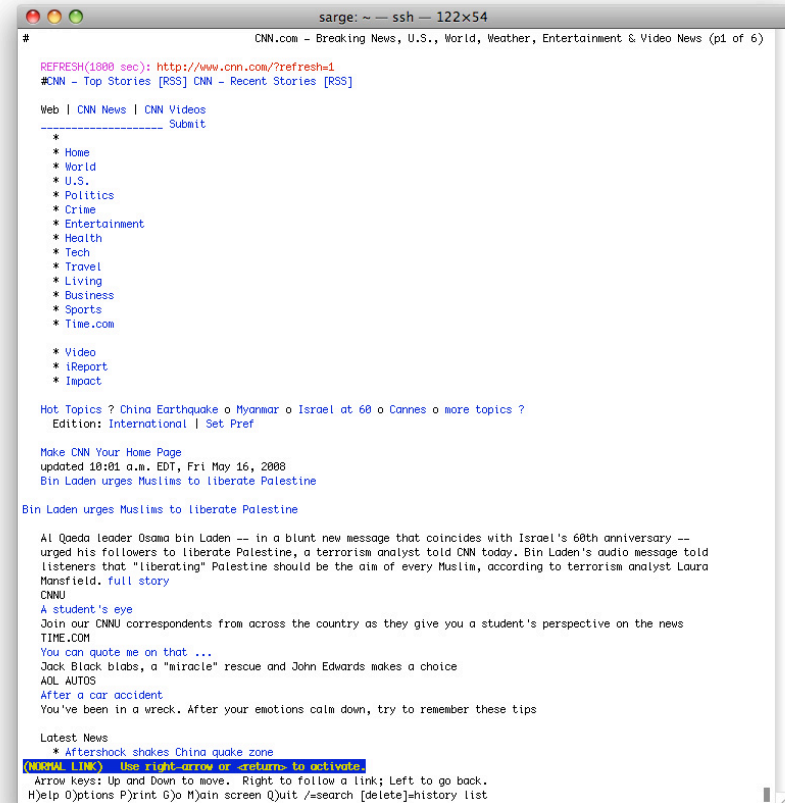 sarge: ~ — ssh — 122×54
# CNN.com - Breaking News, U.S., World, Weather, Entertainment & Video News (p1 of 6)
REFRESH(1800 sec): http://www.cnn.com/?refresh=1
#CNN - Top Stories [RSS] CNN - Recent Stories [RSS]
Web | CNN News | CNN Videos
____________________ Submit
*
* Home
* World
* U.S.
* Politics
* Crime
* Entertainment
* Health
* Tech
* Travel
* Living
* Business
* Sports
* Time.com
* Video
* iReport
* Impact
Hot Topics ? China Earthquake o Myanmar o Israel at 60 o Cannes o more topics ?
Edition: International | Set Pref
Make CNN Your Home Page
updated 10:01 a.m. EDT, Fri May 16, 2008
Bin Laden urges Muslims to liberate Palestine
Bin Laden urges Muslims to liberate Palestine
Al Qaeda leader Osama bin Laden -- in a blunt new message that coincides with Israel's 60th anniversary --
urged his followers to liberate Palestine, a terrorism analyst told CNN today. Bin Laden's audio message told
listeners that "liberating" Palestine should be the aim of every Muslim, according to terrorism analyst Laura
Mansfield. full story
CNNU
A student's eye
Join our CNNU correspondents from across the country as they give you a student's perspective on the news
TIME.COM
You can quote me on that ...
Jack Black blabs, a "miracle" rescue and John Edwards makes a choice
AOL AUTOS
After a car accident
You've been in a wreck. After your emotions calm down, try to remember these tips
Latest News
* Aftershock shakes China quake zone
(NORMAL LINK) Use right-arrow or <return> to activate.
Arrow keys: Up and Down to move. Right to follow a link; Left to go back.
H)elp O)ptions P)rint G)o M)ain screen Q)uit /=search [delete]=history list